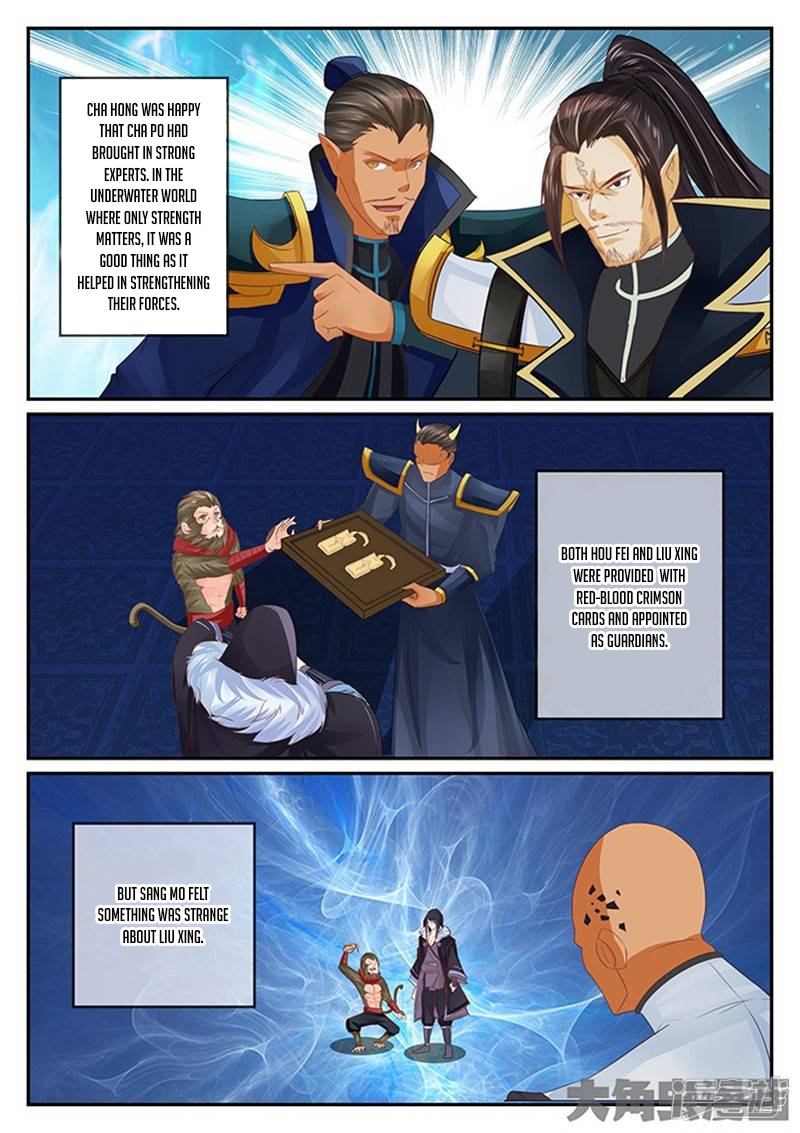 CHA HONG WAS HAPPY
THAT CHA PO HAD
BROUGHT IN STRONG
EXPERTS. IN THE
UNDERWATER WORLD
WHERE ONLY STRENGTH
MATTERS, IT WAS A
GOOD THING AS IT
HELPED IN STRENGTHENING
THEIR FORCES.
BOTH HOU FEI AND LIU XING
WERE PROVIDED WITH
RED-BLOOD CRIMSON
CARDS AND APPOINTED
AS GUARDIANS.
BUT SANG MO FELT
SOMETHING WAS STRANGE
ABOUT LIU XING.
大角虫